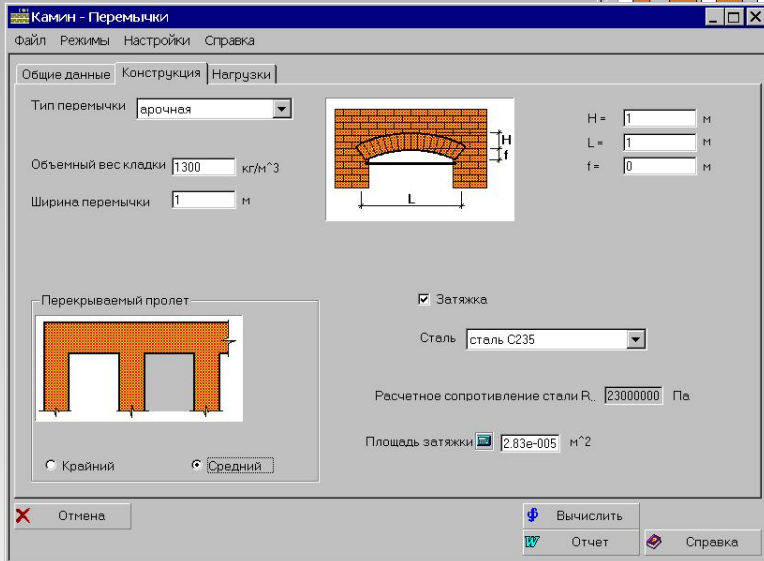 Камин - Перемычки
Файл Режимы Настройки Справка
Общие данные Конструкция Нагрузки
Тип перемычки арочная
H = 1 м
L = 1 м
f = 0 м
Объемный вес кладки 1300 кг/м^3
Ширина перемычки 1 м
H
f
L
Перекрываемый пролет
Затяжка
Сталь сталь С235
Расчетное сопротивление стали R.. 23000000 Па
Площадь затяжки 2.83e-005 м^2
Крайний Средний
Отмена
Вычислить
Отчет
Справка